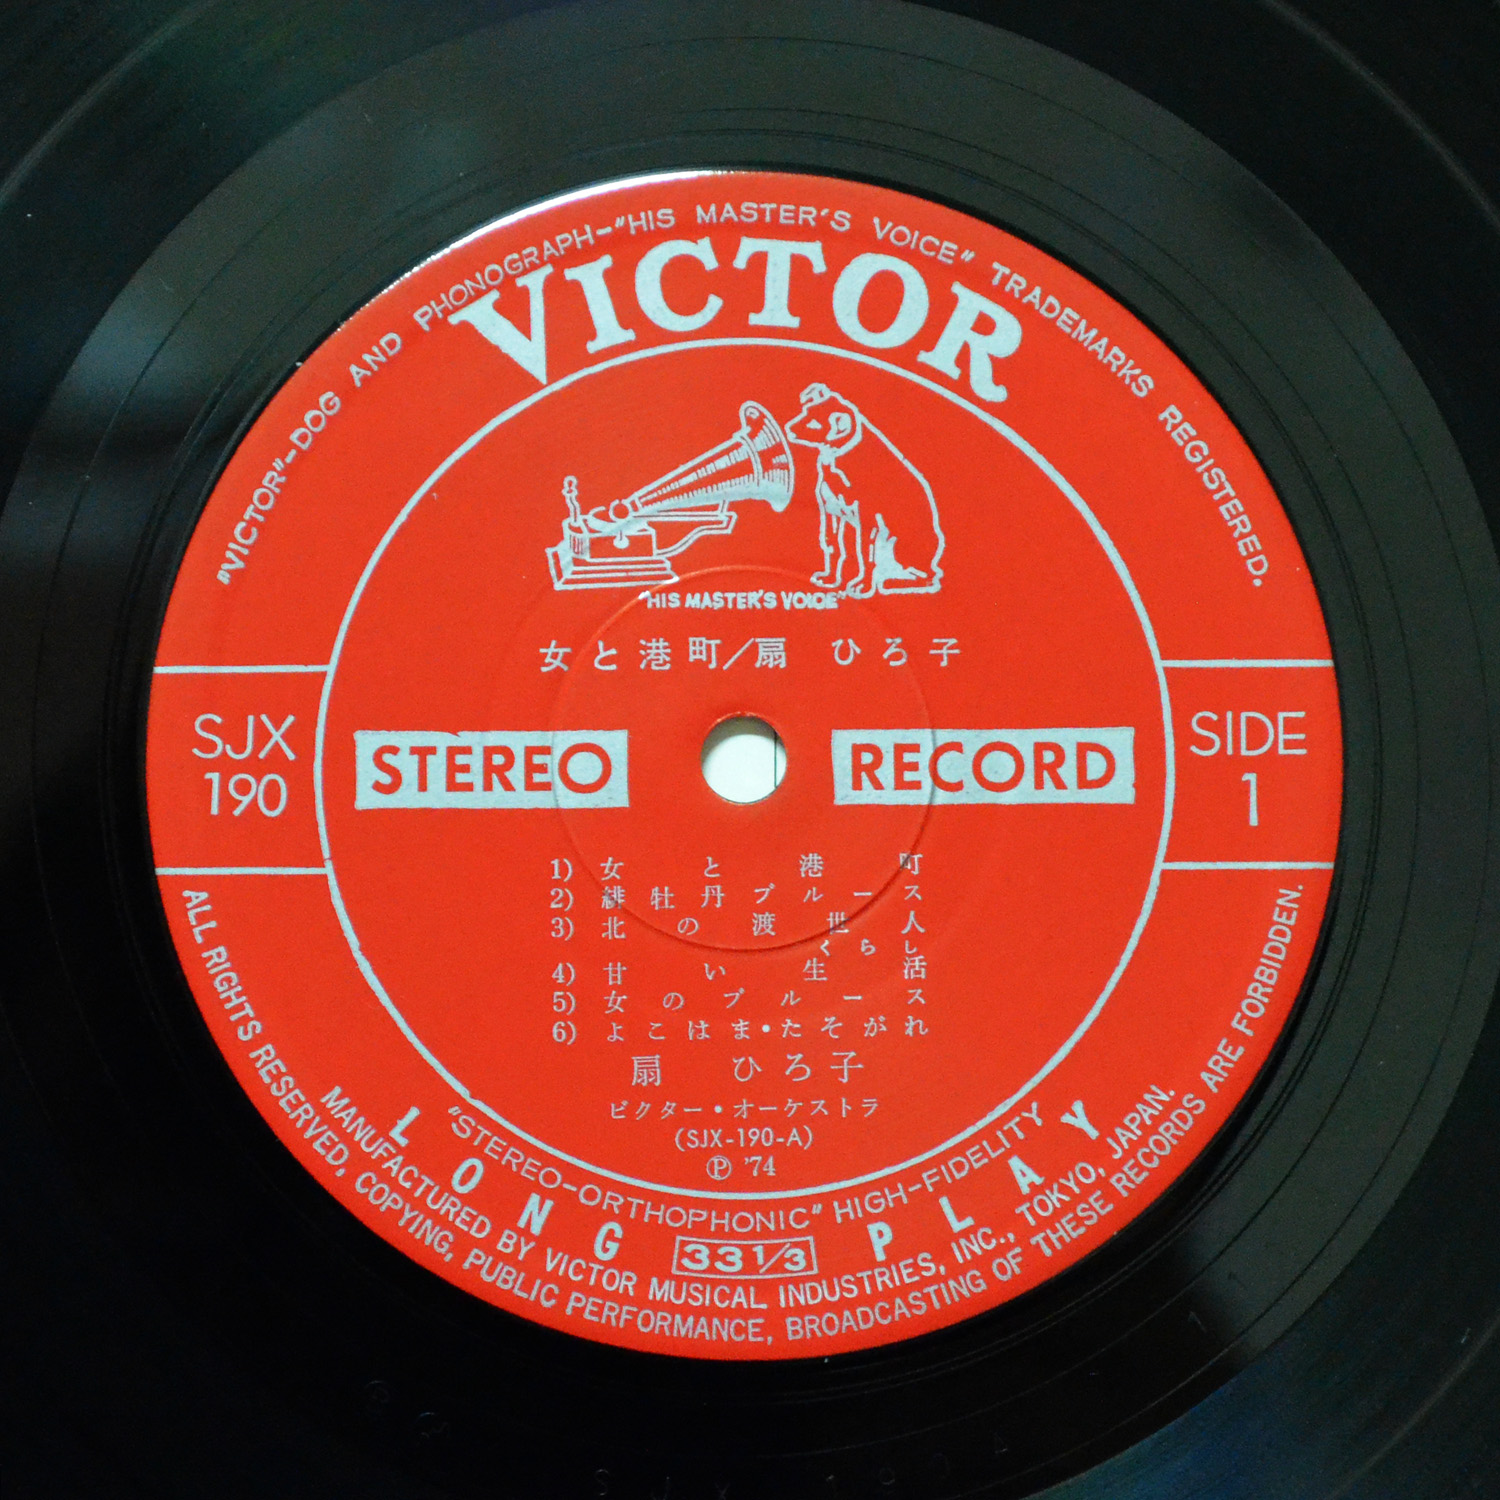 "VICTOR"-DOG AND PHONOGRAPH-"HIS MASTER'S VOICE" TRADEMARKS REGISTERED.
VICTOR
"HIS MASTER'S VOICE"
女と港町/扇 ひろ子
SJX
190
STEREO RECORD
SIDE
1
1) 女と港町
2) 緋牡丹ブルース
3) 北の渡世人
くらし
4) 甘い生活
5) 女のブルース
6) よこはま・たそがれ
扇 ひろ子
ビクター・オーケストラ
(SJX-190-A)
Ⓟ '74
"STEREO-ORTHOPHONIC" HIGH-FIDELITY
LONG 33 1/3 PLAY
MANUFACTURED BY VICTOR MUSICAL INDUSTRIES, INC., TOKYO, JAPAN.
ALL RIGHTS RESERVED, COPYING, PUBLIC PERFORMANCE, BROADCASTING OF THESE RECORDS ARE FORBIDDEN.